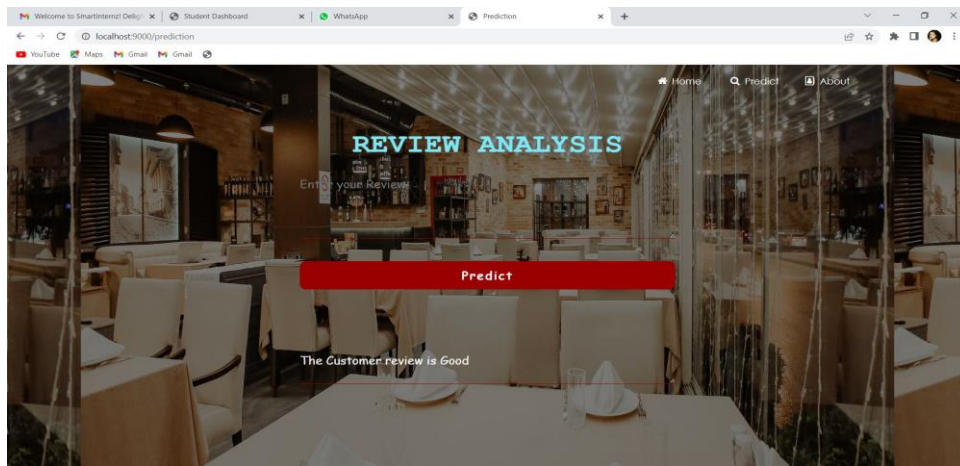 Welcome to SmartInternz! Delig
Student Dashboard
WhatsApp
Prediction
localhost:9000/prediction
YouTube
Maps
Gmail
Gmail
Home
Predict
About
REVIEW ANALYSIS
Enter your Review
Predict
The Customer review is Good